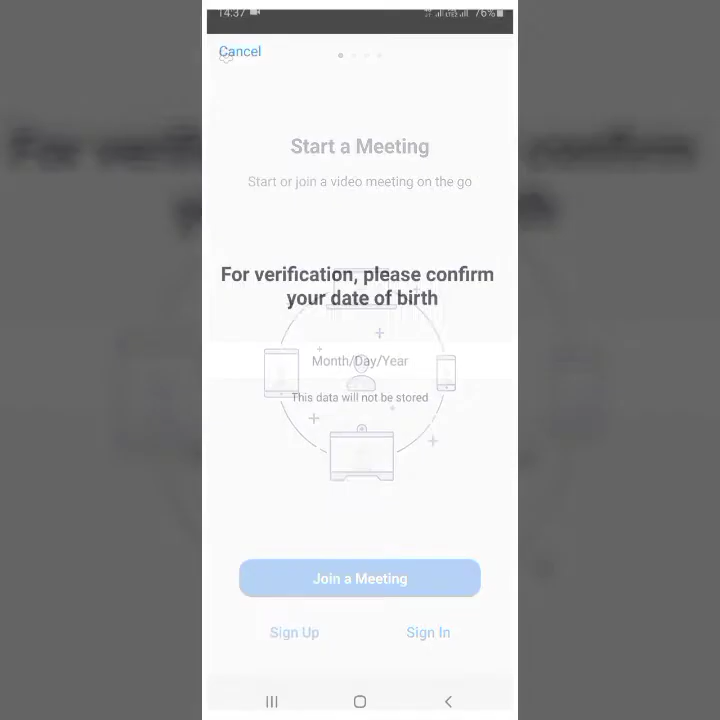 14:37
76%
Cancel
Start a Meeting
Start or join a video meeting on the go
For verification, please confirm
your date of birth
Month/Day/Year
This data will not be stored
Join a Meeting
Sign Up
Sign In